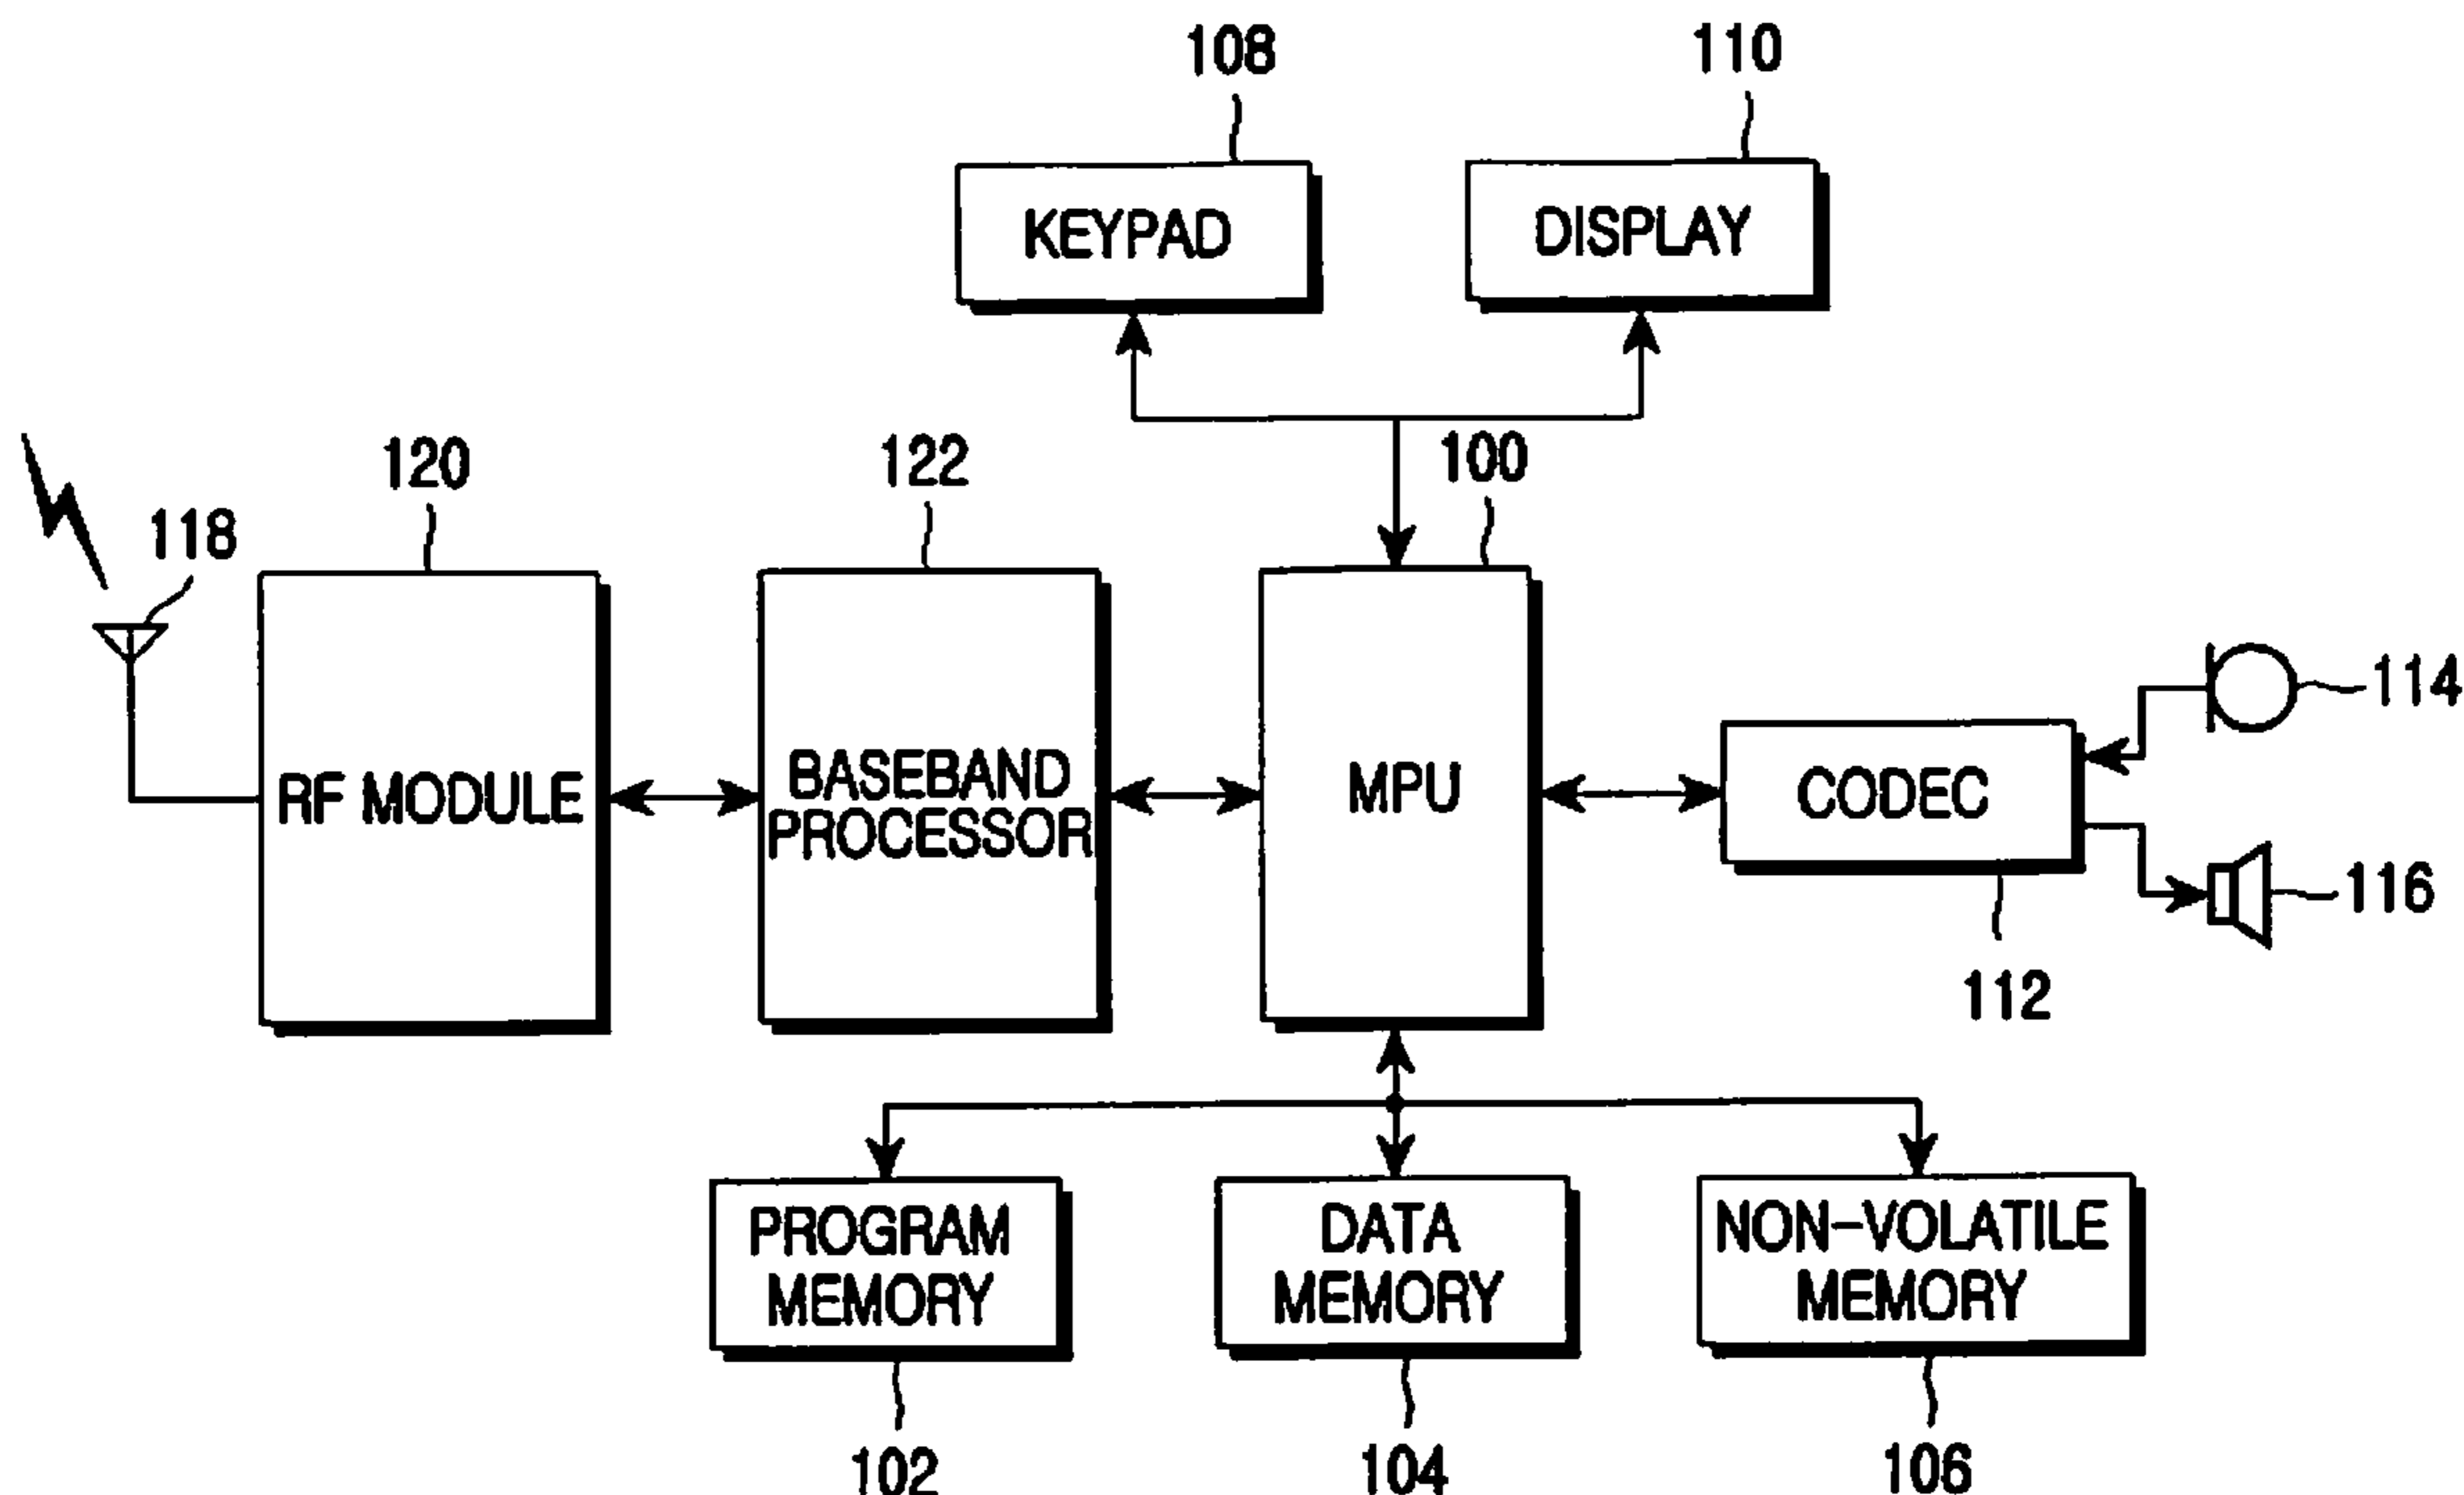 108
110
KEYPAD
DISPLAY
120
122
100
118
114
RF MODULE
BASEBAND
PROCESSOR
MPU
CODEC
116
112
PROGRAM
MEMORY
DATA
MEMORY
NON-VOLATILE
MEMORY
102
104
106